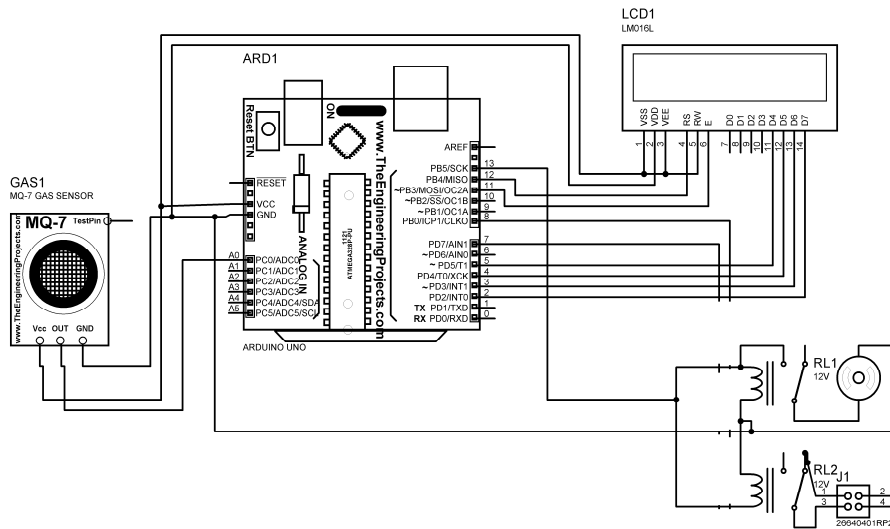 LCD1
LM016L
VSS VDD VEE RS RW E D0 D1 D2 D3 D4 D5 D6 D7
1 2 3 4 5 6 7 8 9 10 11 12 13 14
ARD1
Reset BTN
ON
www.TheEngineeringProjects.com
1121
ATMEGA328P-PU
ANALOG IN
RESET
VCC
GND
A0 PC0/ADC0
A1 PC1/ADC1
A2 PC2/ADC2
A3 PC3/ADC3
A4 PC4/ADC4/SDA
A5 PC5/ADC5/SCL
AREF
PB5/SCK 13
PB4/MISO 12
~PB3/MOSI/OC2A 11
~PB2/SS/OC1B 10
~PB1/OC1A 9
PB0/ICP1/CLKO 8
PD7/AIN1 7
~PD6/AIN0 6
~PD5/T1 5
PD4/T0/XCK 4
~PD3/INT1 3
PD2/INT0 2
TX PD1/TXD 1
RX PD0/RXD 0
ARDUINO UNO
GAS1
MQ-7 GAS SENSOR
MQ-7
TestPin
www.TheEngineeringProjects.com
Vcc OUT GND
RL1
12V
RL2
12V
J1
1 2
3 4